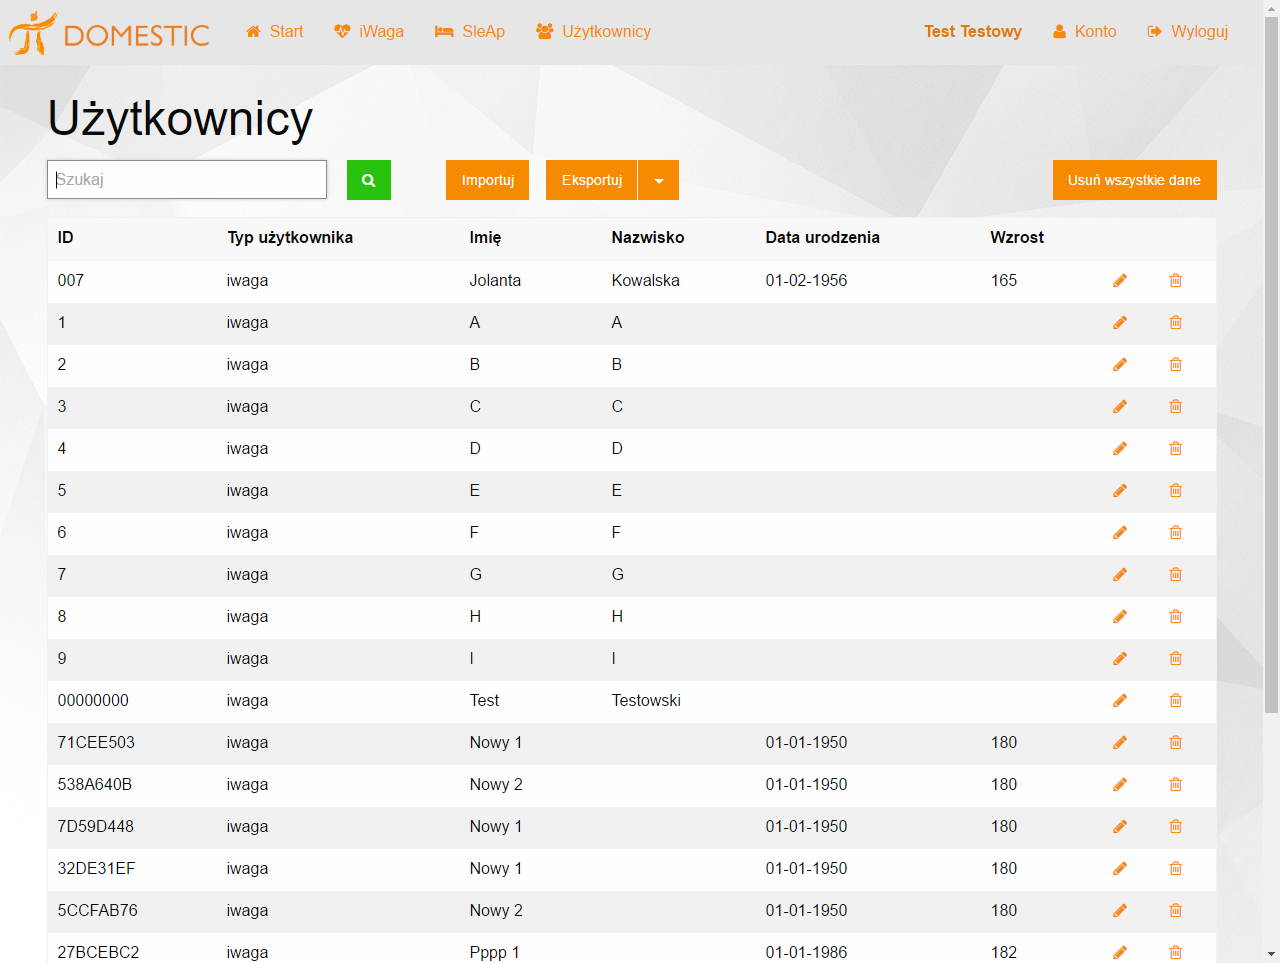 DOMESTIC Start iWaga SleAp Użytkownicy Test Testowy Konto Wyloguj
Użytkownicy
Szukaj Importuj Eksportuj Usuń wszystkie dane
ID Typ użytkownika Imię Nazwisko Data urodzenia Wzrost
007 iwaga Jolanta Kowalska 01-02-1956 165
1 iwaga A A
2 iwaga B B
3 iwaga C C
4 iwaga D D
5 iwaga E E
6 iwaga F F
7 iwaga G G
8 iwaga H H
9 iwaga I I
00000000 iwaga Test Testowski
71CEE503 iwaga Nowy 1 01-01-1950 180
538A640B iwaga Nowy 2 01-01-1950 180
7D59D448 iwaga Nowy 1 01-01-1950 180
32DE31EF iwaga Nowy 1 01-01-1950 180
5CCFAB76 iwaga Nowy 2 01-01-1950 180
27BCEBC2 iwaga Pppp 1 01-01-1986 182